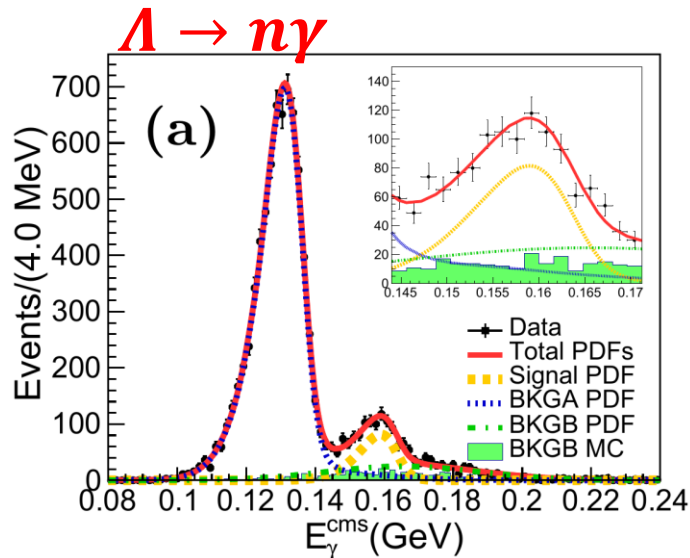 Λ → nγ
(a)
Events/(4.0 MeV)
700
600
500
400
300
200
100
0
0.08 0.1 0.12 0.14 0.16 0.18 0.2 0.22 0.24
E_γ^cms(GeV)
140
120
100
80
60
40
20
0
0.145 0.15 0.155 0.16 0.165 0.17
Data
Total PDFs
Signal PDF
BKGA PDF
BKGB PDF
BKGB MC